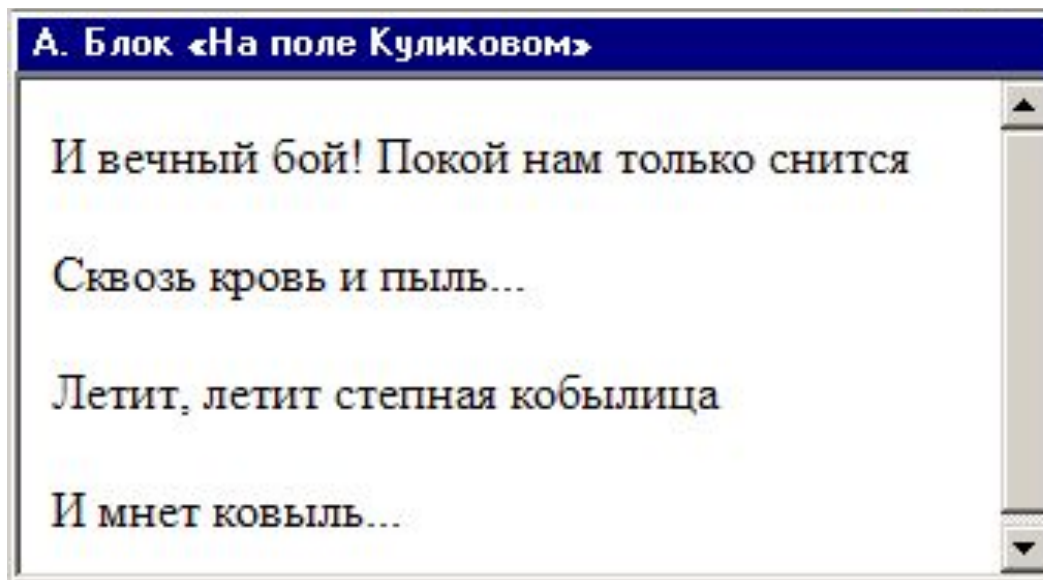 А. Блок «На поле Куликовом»
И вечный бой! Покой нам только снится
Сквозь кровь и пыль...
Летит, летит степная кобылица
И мнет ковыль...